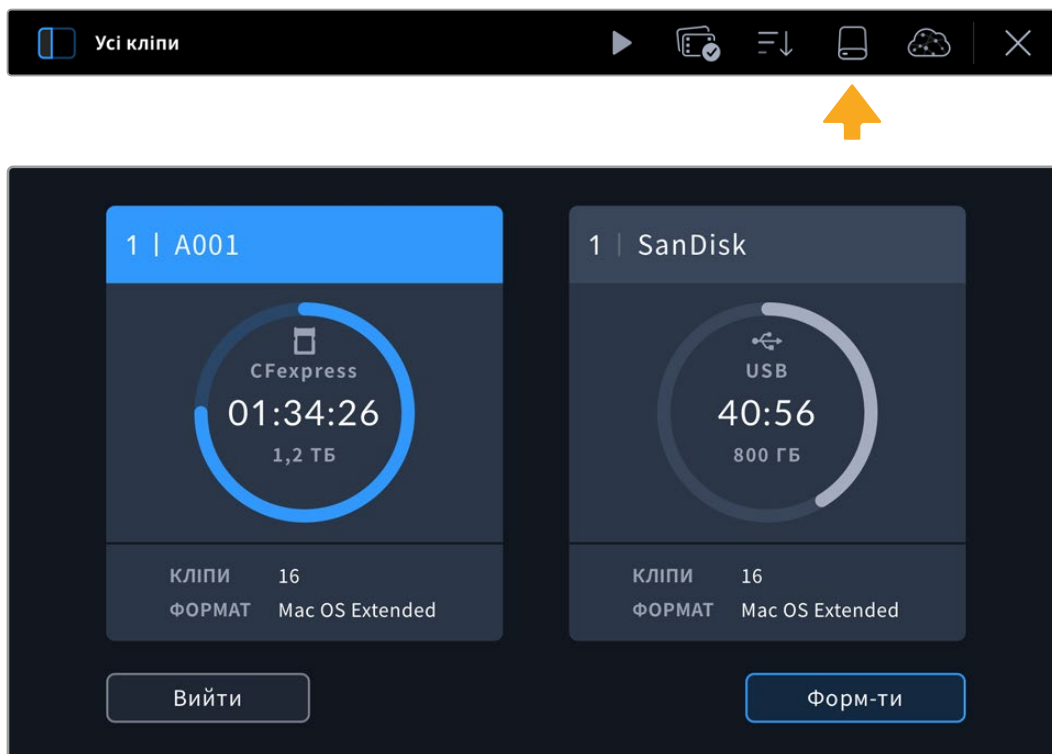 Усі кліпи
1 | A001
CFexpress
01:34:26
1,2 ТБ
КЛІПИ 16
ФОРМАТ Mac OS Extended
1 | SanDisk
USB
40:56
800 ГБ
КЛІПИ 16
ФОРМАТ Mac OS Extended
Вийти
Форм-ти